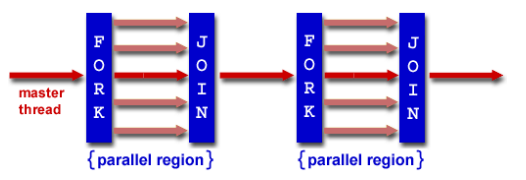 FORK
JOIN
FORK
JOIN
master
thread
{parallel region}
{parallel region}